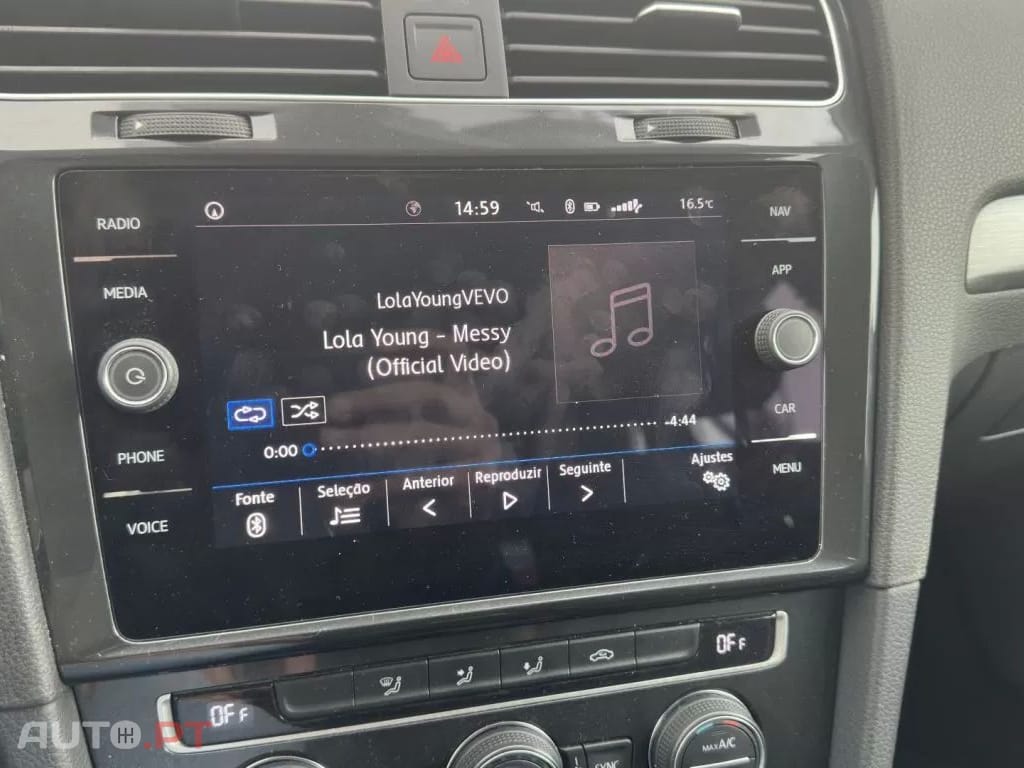 RADIO
MEDIA
PHONE
VOICE
14:59
16.5°C
LolaYoungVEVO
Lola Young - Messy
(Official Video)
0:00
-4:44
Fonte
Seleção
Anterior
Reproduzir
Seguinte
Ajustes
NAV
APP
CAR
MENU
OFF
OFF
SYNC
MAX A/C
AUTO.PT